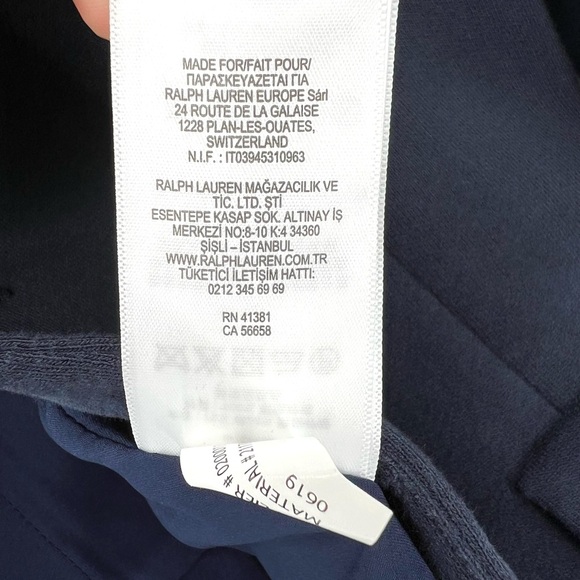 MADE FOR/FAIT POUR/
ΠΑΡΑΣΚΕΥΑΖΕΤΑΙ ΓΙΑ
RALPH LAUREN EUROPE Sárl
24 ROUTE DE LA GALAISE
1228 PLAN-LES-OUATES,
SWITZERLAND
N.I.F. : IT03945310963
RALPH LAUREN MAĞAZACILIK VE
TİC. LTD. ŞTİ
ESENTEPE KASAP SOK. ALTINAY İŞ
MERKEZİ NO:8-10 K:4 34360
ŞİŞLİ – İSTANBUL
WWW.RALPHLAUREN.COM.TR
TÜKETİCİ İLETİŞİM HATTI:
0212 345 69 69
RN 41381
CA 56658
MATERIAL#
0619